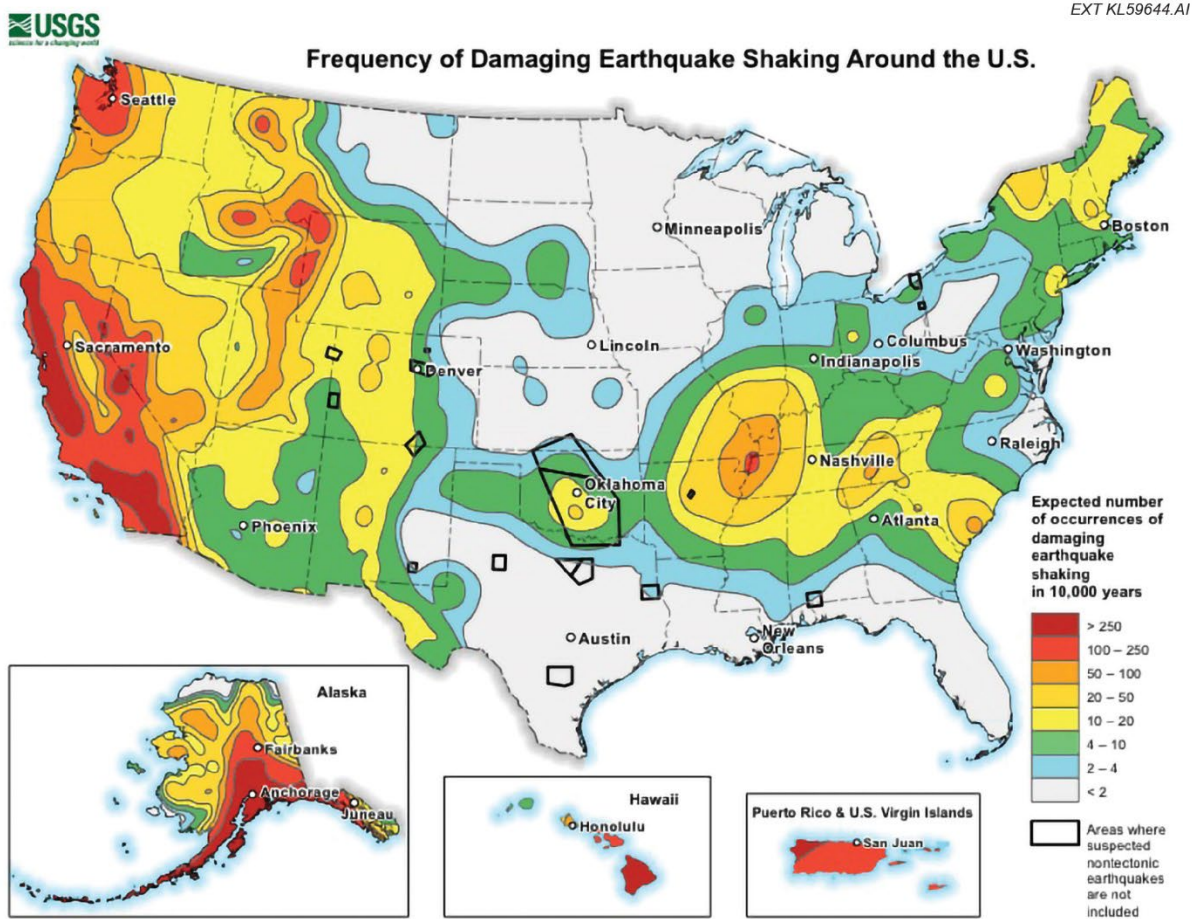 EXT KL59644.AI
USGS
science for a changing world
Frequency of Damaging Earthquake Shaking Around the U.S.
Seattle
Minneapolis
Boston
Sacramento
Lincoln
Columbus
Indianapolis
Washington
Denver
Raleigh
Nashville
Oklahoma
City
Phoenix
Atlanta
Austin
New
Orleans
Expected number
of occurrences of
damaging
earthquake
shaking
in 10,000 years
> 250
100 – 250
50 – 100
20 – 50
10 – 20
4 – 10
2 – 4
< 2
Areas where
suspected
nontectonic
earthquakes
are not
included
Alaska
Fairbanks
Anchorage
Juneau
Hawaii
Honolulu
Puerto Rico & U.S. Virgin Islands
San Juan